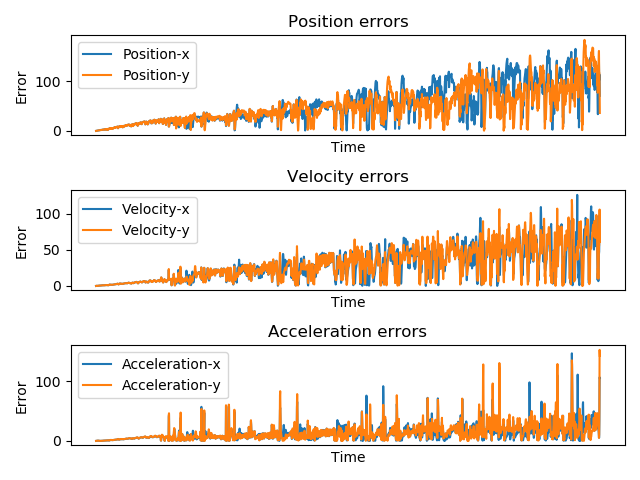 Position errors
Position-x
Position-y
Error
100
0
Time
Velocity errors
Velocity-x
Velocity-y
Error
100
50
0
Time
Acceleration errors
Acceleration-x
Acceleration-y
Error
100
0
Time